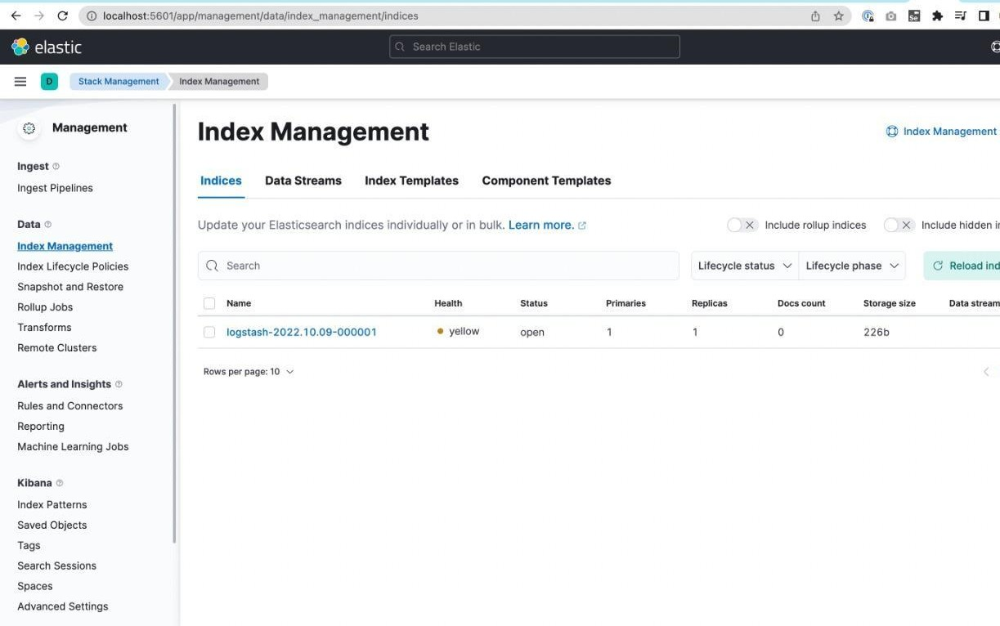 localhost:5601/app/management/data/index_management/indices
elastic
Search Elastic
D
Stack Management
Index Management
Management
Ingest
Ingest Pipelines
Data
Index Management
Index Lifecycle Policies
Snapshot and Restore
Rollup Jobs
Transforms
Remote Clusters
Alerts and Insights
Rules and Connectors
Reporting
Machine Learning Jobs
Kibana
Index Patterns
Saved Objects
Tags
Search Sessions
Spaces
Advanced Settings
Index Management
Index Management
Indices Data Streams Index Templates Component Templates
Update your Elasticsearch indices individually or in bulk. Learn more.
Include rollup indices
Include hidden in
Search
Lifecycle status
Lifecycle phase
Reload ind
Name Health Status Primaries Replicas Docs count Storage size Data stream
logstash-2022.10.09-000001 yellow open 1 1 0 226b
Rows per page: 10